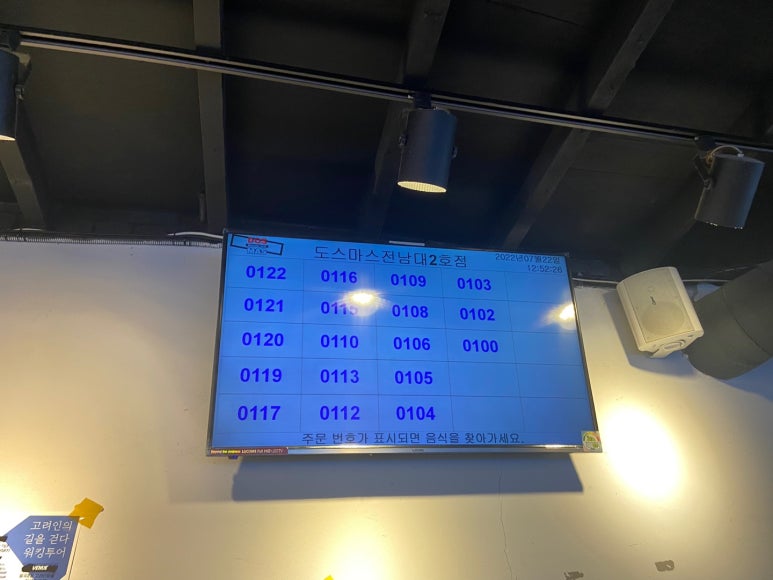 도스마스전남대2호점
2022년07월22일
12:52:26
0122 0116 0109 0103
0121 0115 0108 0102
0120 0110 0106 0100
0119 0113 0105
0117 0112 0104
주문 번호가 표시되면 음식을 찾아가세요.
고려인의
길을 걷다
워킹투어
VENUE